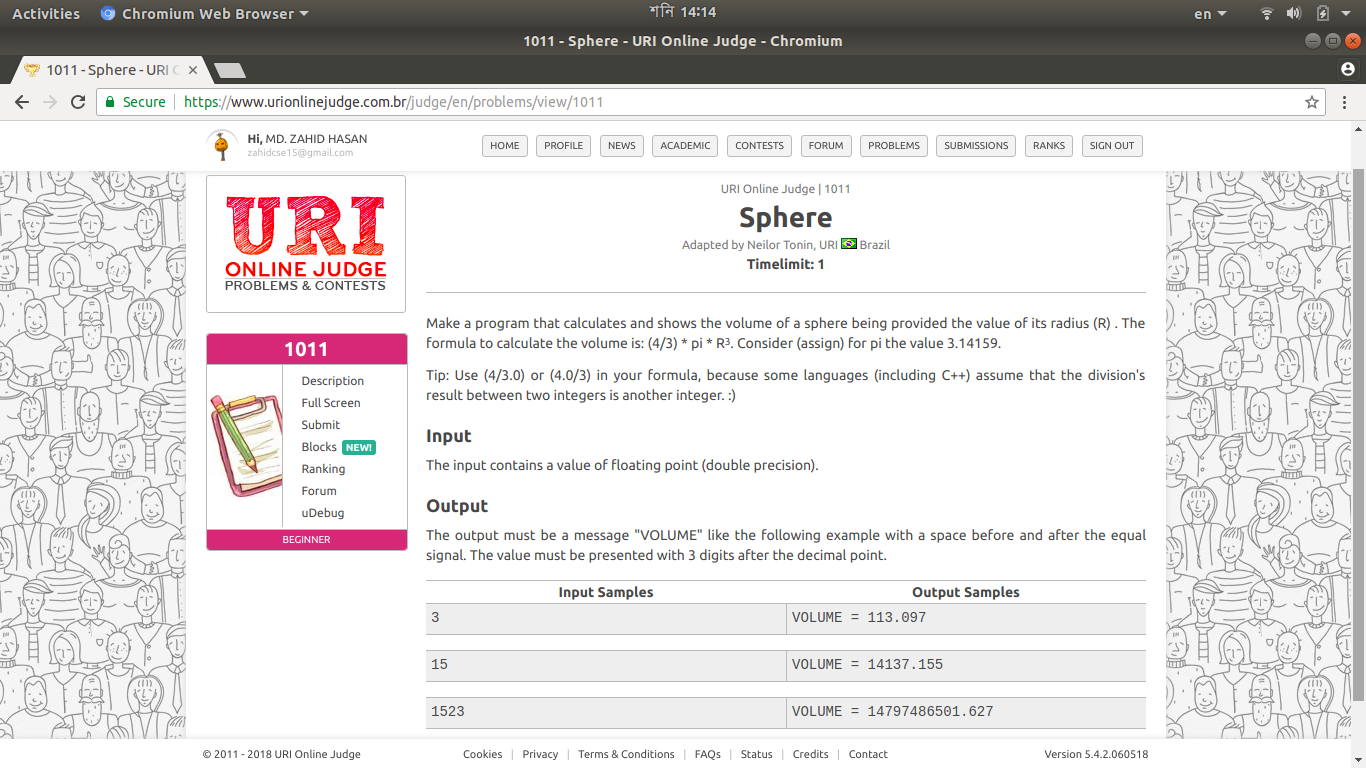 Activities
Chromium Web Browser
শনি 14:14
en
1011 - Sphere - URI Online Judge - Chromium
1011 - Sphere - URI
Secure
https://www.urionlinejudge.com.br/judge/en/problems/view/1011
Hi, MD. ZAHID HASAN
zahidcse15@gmail.com
HOME PROFILE NEWS ACADEMIC CONTESTS FORUM PROBLEMS SUBMISSIONS RANKS SIGN OUT
URI
ONLINE JUDGE
PROBLEMS & CONTESTS
1011
Description
Full Screen
Submit
Blocks NEW!
Ranking
Forum
uDebug
BEGINNER
URI Online Judge | 1011
Sphere
Adapted by Neilor Tonin, URI Brazil
Timelimit: 1
Make a program that calculates and shows the volume of a sphere being provided the value of its radius (R) . The
formula to calculate the volume is: (4/3) * pi * R³. Consider (assign) for pi the value 3.14159.
Tip: Use (4/3.0) or (4.0/3) in your formula, because some languages (including C++) assume that the division's
result between two integers is another integer. :)
Input
The input contains a value of floating point (double precision).
Output
The output must be a message "VOLUME" like the following example with a space before and after the equal
signal. The value must be presented with 3 digits after the decimal point.
Input Samples Output Samples
3 VOLUME = 113.097
15 VOLUME = 14137.155
1523 VOLUME = 14797486501.627
© 2011 - 2018 URI Online Judge
Cookies | Privacy | Terms & Conditions | FAQs | Status | Credits | Contact
Version 5.4.2.060518